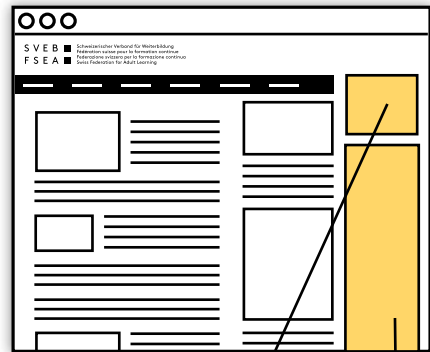 SVEB
FSEA
Schweizerischer Verband für Weiterbildung
Fédération suisse pour la formation continue
Federazione svizzera per la formazione continua
Swiss Federation for Adult Learning